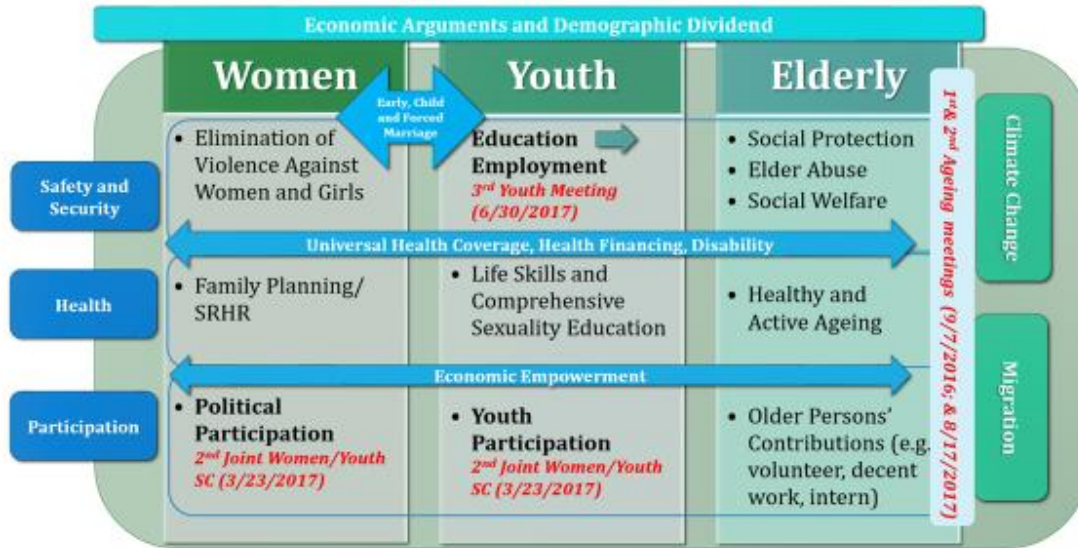 Economic Arguments and Demographic Dividend
Women
Youth
Elderly
Early, Child
and Forced
Marriage
Safety and
Security
• Elimination of
Violence Against
Women and Girls
• Education
Employment
3rd Youth Meeting
(6/30/2017)
• Social Protection
• Elder Abuse
• Social Welfare
Universal Health Coverage, Health Financing, Disability
Health
• Family Planning/
SRHR
• Life Skills and
Comprehensive
Sexuality Education
• Healthy and
Active Ageing
Economic Empowerment
Participation
• Political
Participation
2nd Joint Women/Youth
SC (3/23/2017)
• Youth
Participation
2nd Joint Women/Youth
SC (3/23/2017)
• Older Persons'
Contributions (e.g.
volunteer, decent
work, intern)
1st & 2nd Ageing meetings (9/7/2016; & 8/17/2017)
Climate Change
Migration